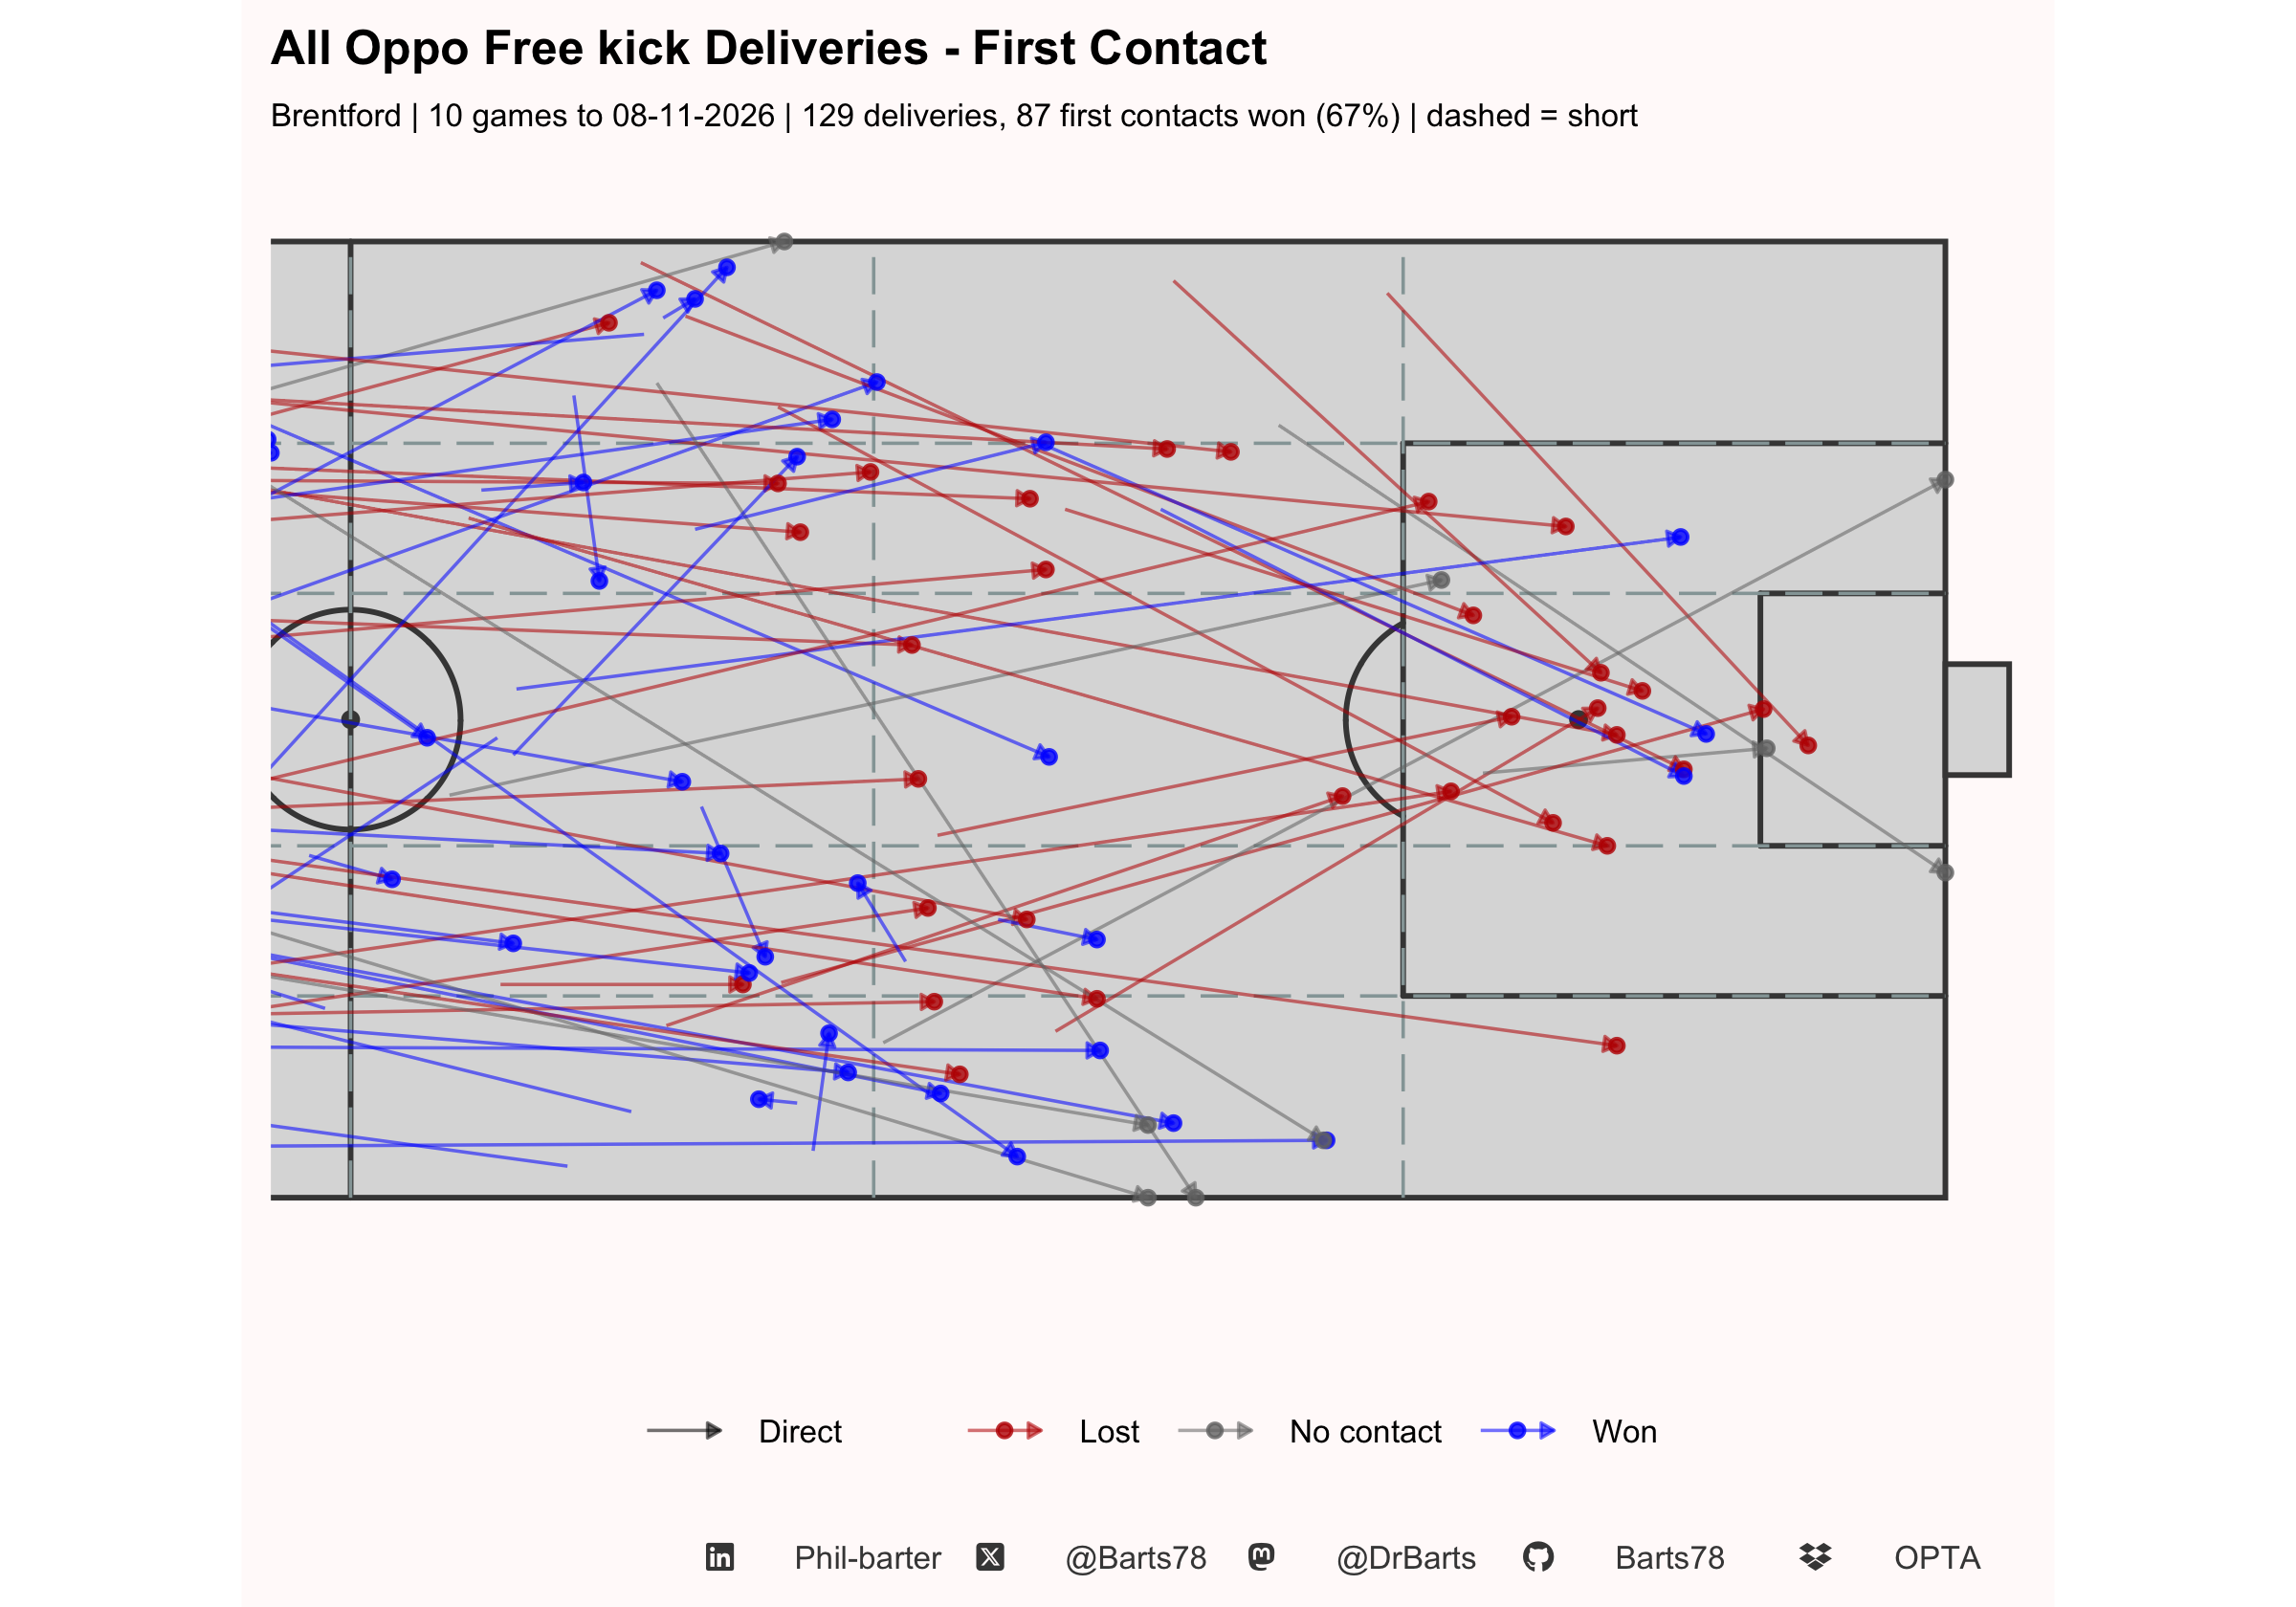 All Oppo Free kick Deliveries - First Contact
Brentford | 10 games to 08-11-2026 | 129 deliveries, 87 first contacts won (67%) | dashed = short
Direct Lost No contact Won
Phil-barter @Barts78 @DrBarts Barts78 OPTA